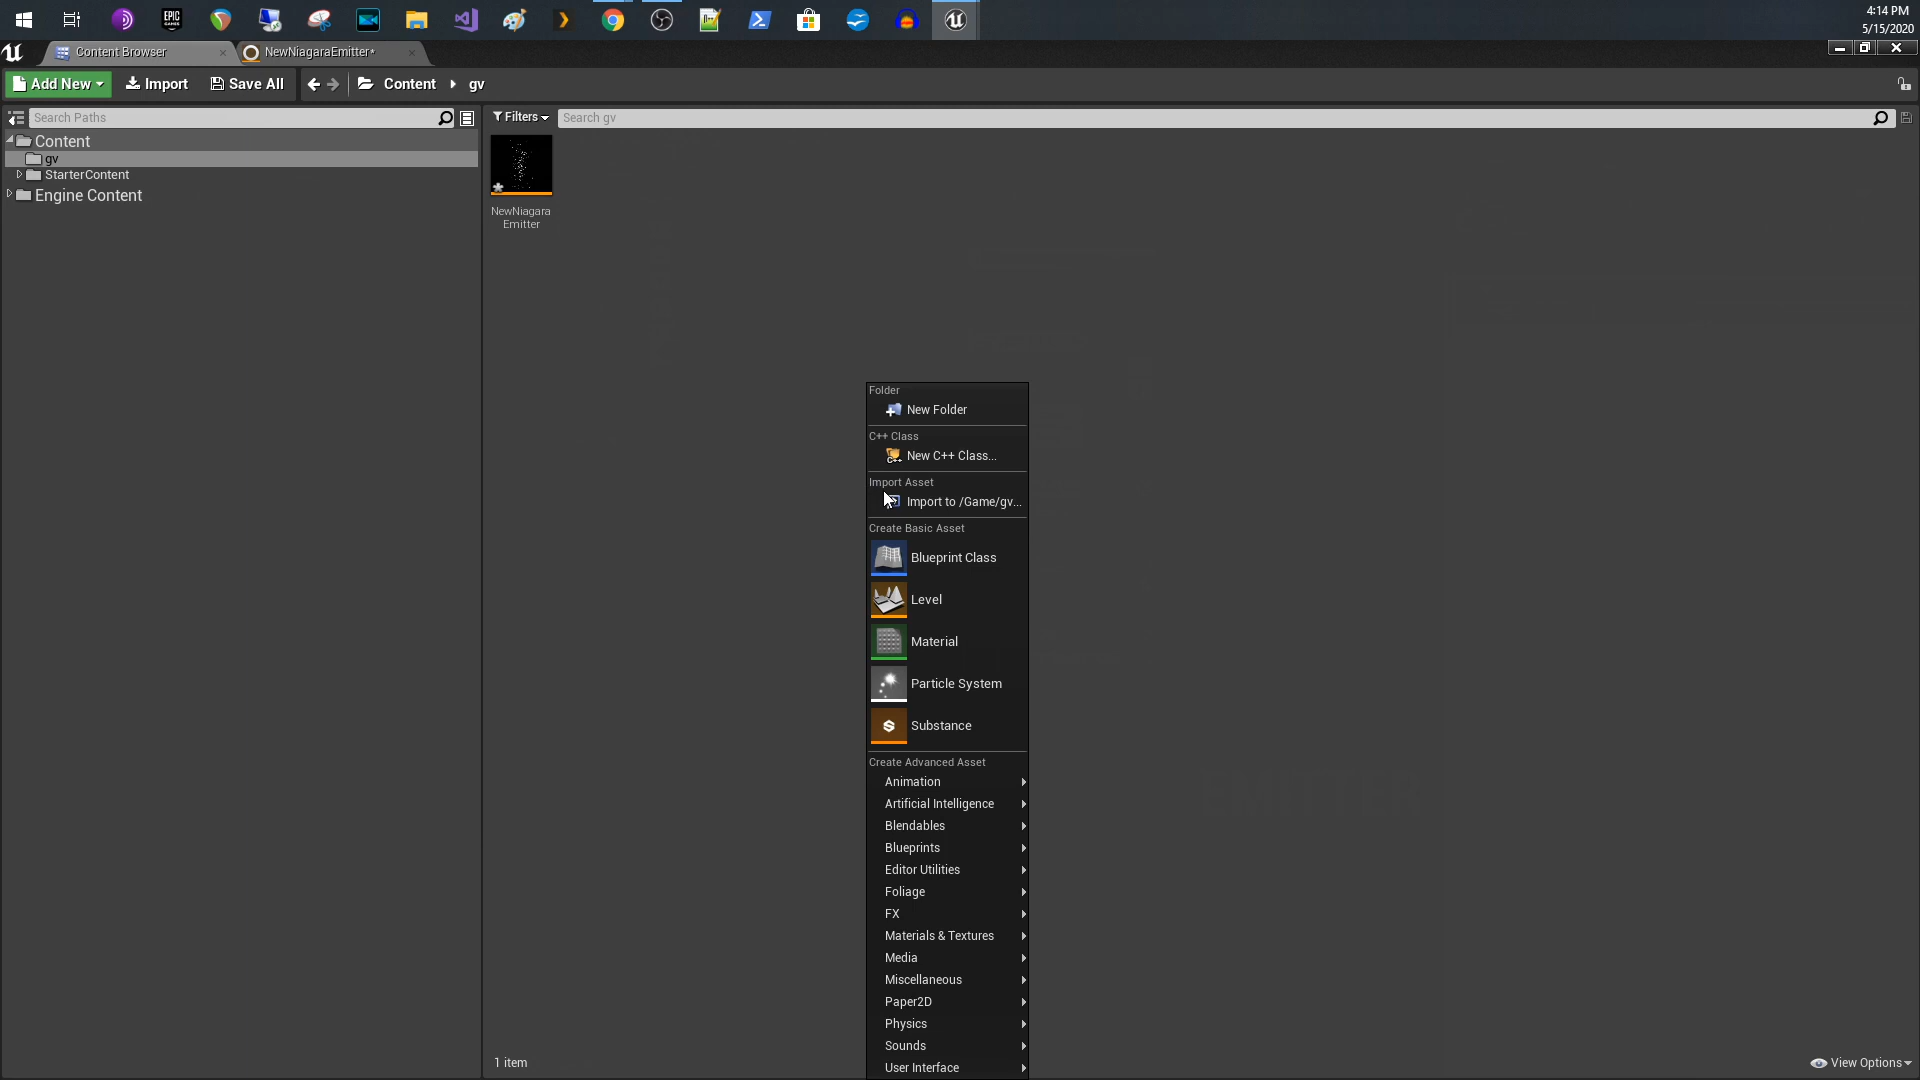 EPIC
GAMES
4:14 PM
5/15/2020
Content Browser
NewNiagaraEmitter*
Add New
Import
Save All
Content
gv
Search Paths
Filters
Search gv
Content
gv
StarterContent
Engine Content
NewNiagara
Emitter
Folder
New Folder
C++ Class
C++
New C++ Class...
Import Asset
Import to /Game/gv...
Create Basic Asset
Blueprint Class
Level
Material
Particle System
Substance
Create Advanced Asset
Animation
Artificial Intelligence
Blendables
Blueprints
Editor Utilities
Foliage
FX
Materials & Textures
Media
Miscellaneous
Paper2D
Physics
Sounds
User Interface
1 item
View Options